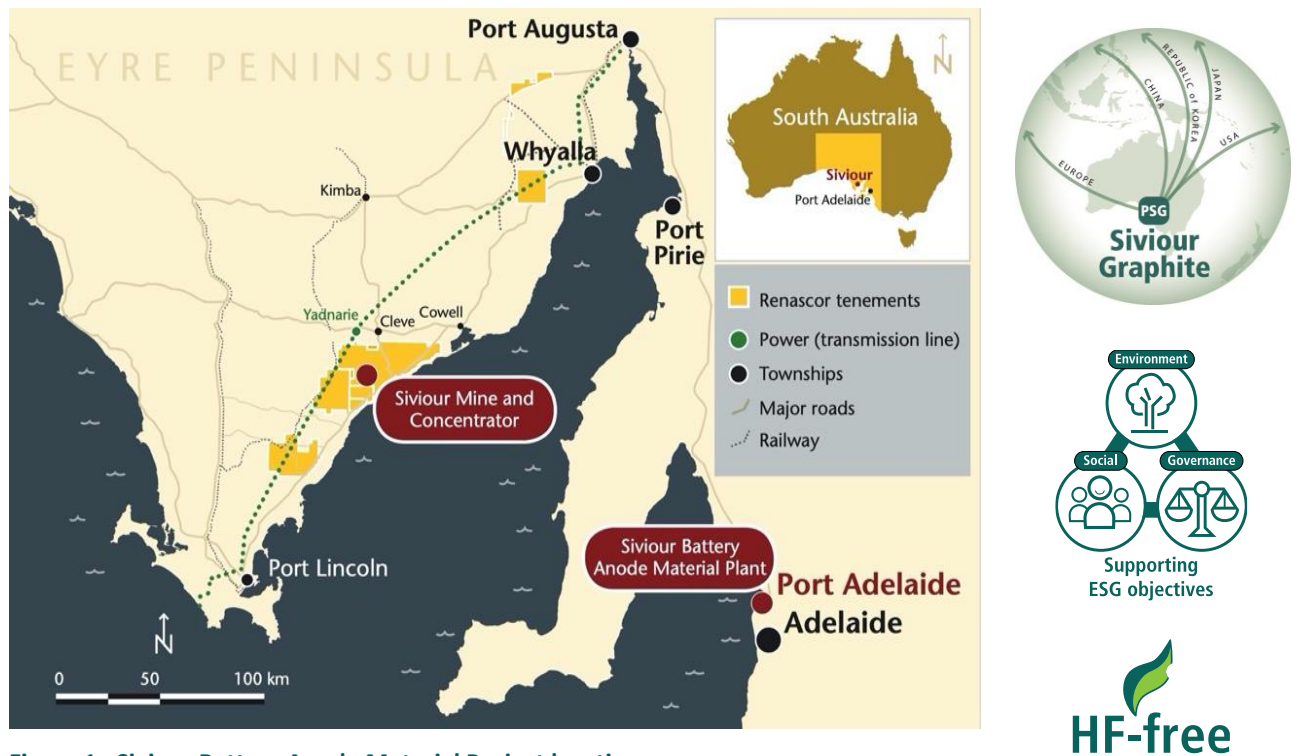 EYRE PENINSULA
Port Augusta
Whyalla
Kimba
Port
Pirie
Yadnarie
Cleve
Cowell
Siviour Mine and
Concentrator
Port Lincoln
Siviour Battery
Anode Material Plant
Port Adelaide
Adelaide
N
0 50 100 km
N
South Australia
Siviour
Port Adelaide
Renascor tenements
Power (transmission line)
Townships
Major roads
Railway
EUROPE
CHINA
REPUBLIC of KOREA
JAPAN
USA
PSG
Siviour
Graphite
Environment
Social
Governance
Supporting
ESG objectives
HF-free